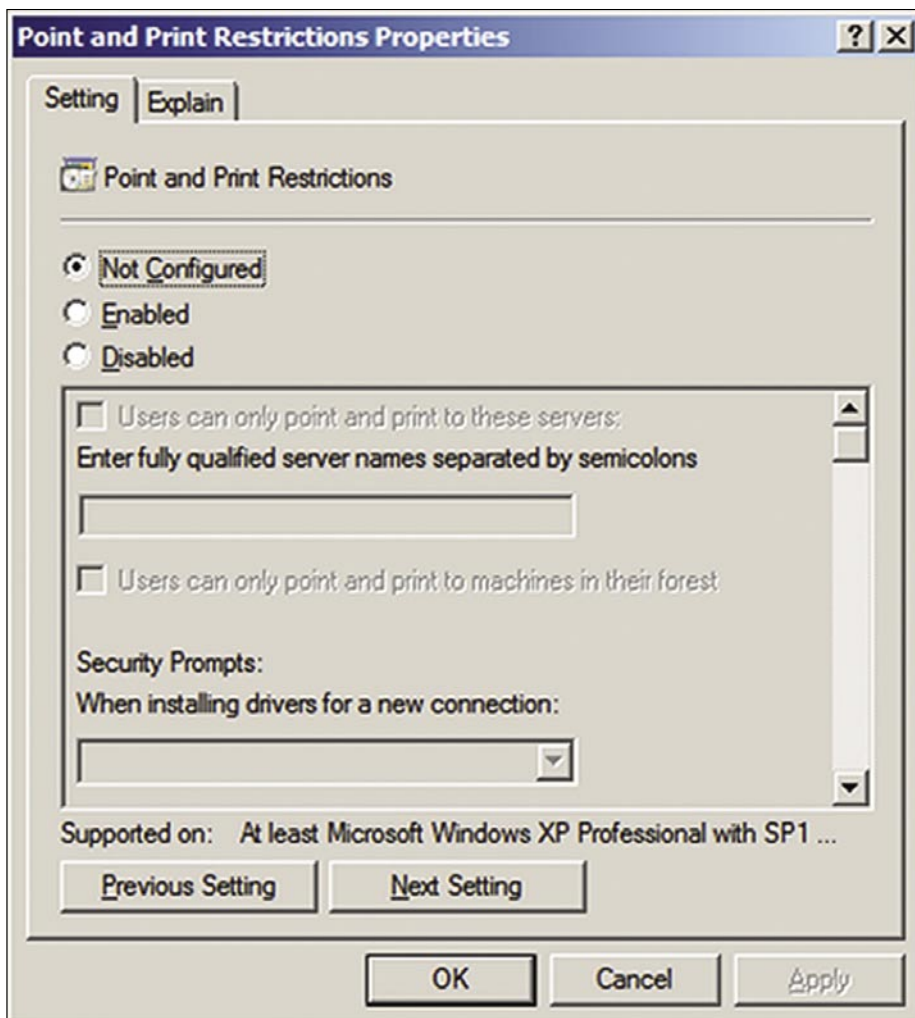 Point and Print Restrictions Properties
Setting
Explain
Point and Print Restrictions
Not Configured
Enabled
Disabled
Users can only point and print to these servers:
Enter fully qualified server names separated by semicolons
Users can only point and print to machines in their forest
Security Prompts:
When installing drivers for a new connection:
Supported on: At least Microsoft Windows XP Professional with SP1 ...
Previous Setting
Next Setting
OK
Cancel
Apply